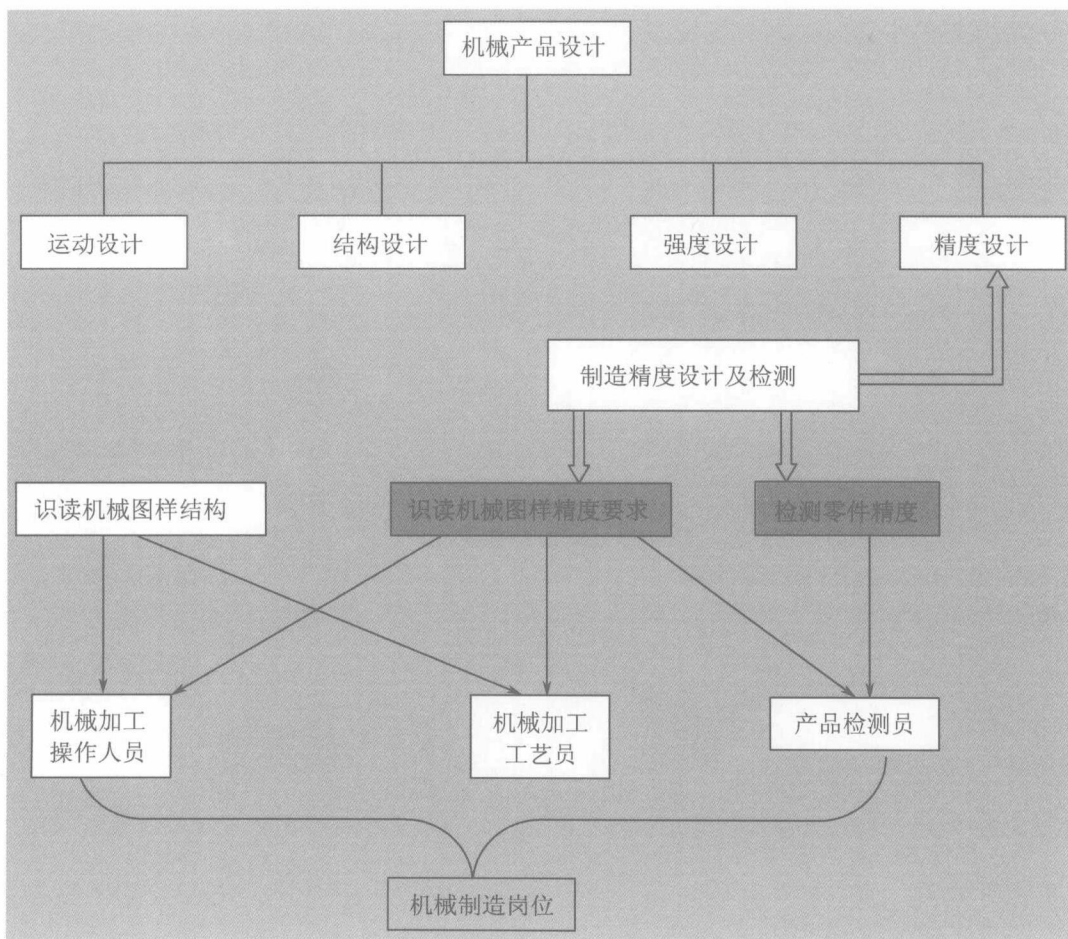 机械产品设计
运动设计
结构设计
强度设计
精度设计
制造精度设计及检测
识读机械图样结构
识读机械图样精度要求
检测零件精度
机械加工
操作人员
机械加工
工艺员
产品检测员
机械制造岗位